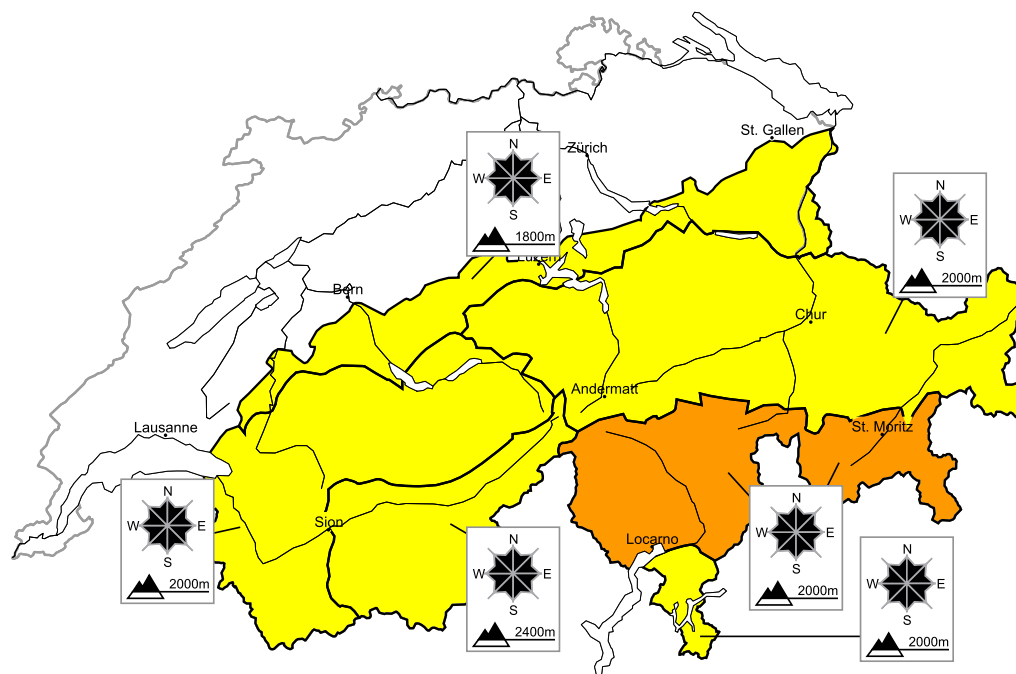 St. Gallen
Zürich
N
W E
S
1800m
Luzern
N
W E
S
2000m
Bern
Chur
Andermatt
St. Moritz
Lausanne
N
W E
S
2000m
Sion
N
W E
S
2400m
Locarno
N
W E
S
2000m
N
W E
S
2000m